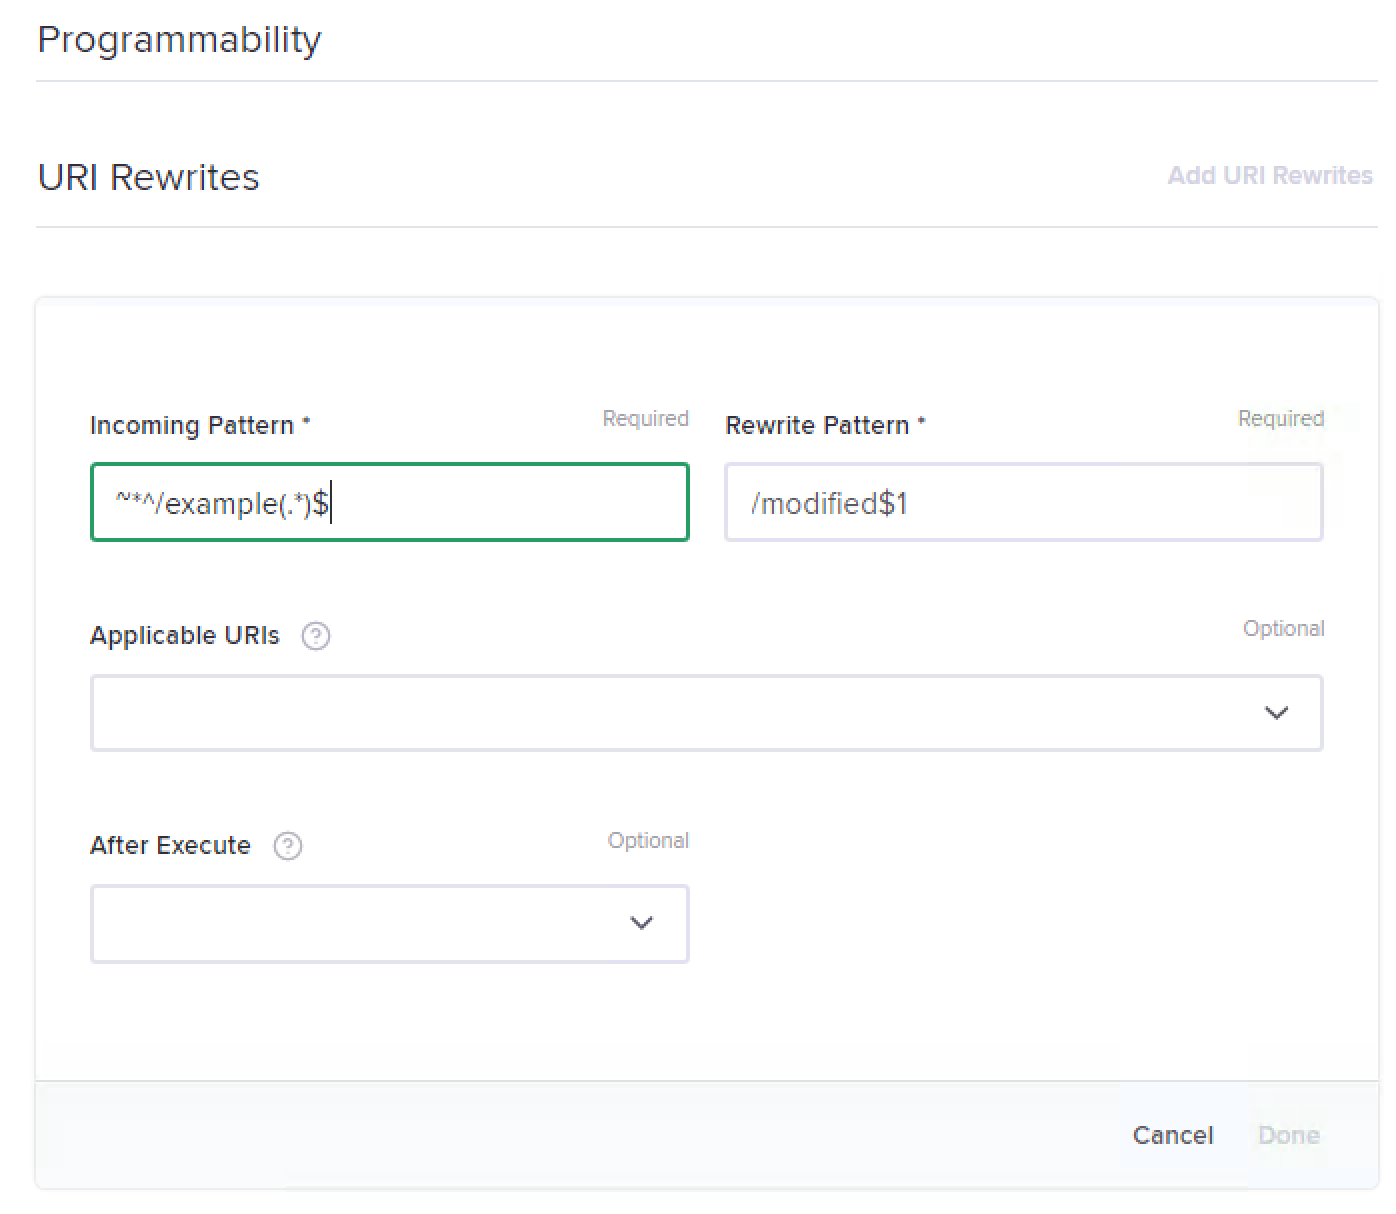 Programmability
URI Rewrites
Add URI Rewrites
Incoming Pattern *
Required
Rewrite Pattern *
Required
~*^/example(.*)$
/modified$1
Applicable URIs ?
Optional
After Execute ?
Optional
Cancel
Done